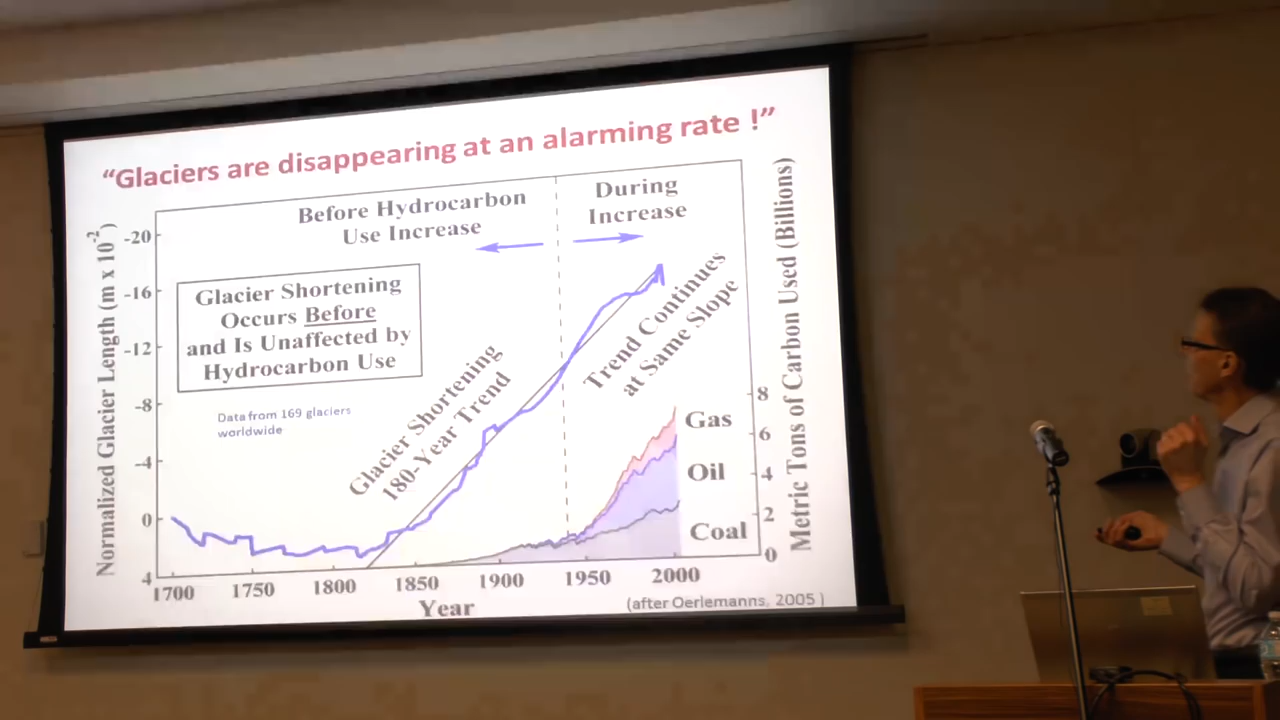 “Glaciers are disappearing at an alarming rate !”
Before Hydrocarbon
Use Increase
During
Increase
Glacier Shortening
Occurs Before
and Is Unaffected by
Hydrocarbon Use
Data from 169 glaciers
worldwide
Glacier Shortening
180-Year Trend
Trend Continues
at Same Slope
Gas
Oil
Coal
Normalized Glacier Length (m x 10-2)
-20
-16
-12
-8
-4
0
4
Metric Tons of Carbon Used (Billions)
8
6
4
2
0
1700 1750 1800 1850 1900 1950 2000
Year
(after Oerlemanns, 2005 )